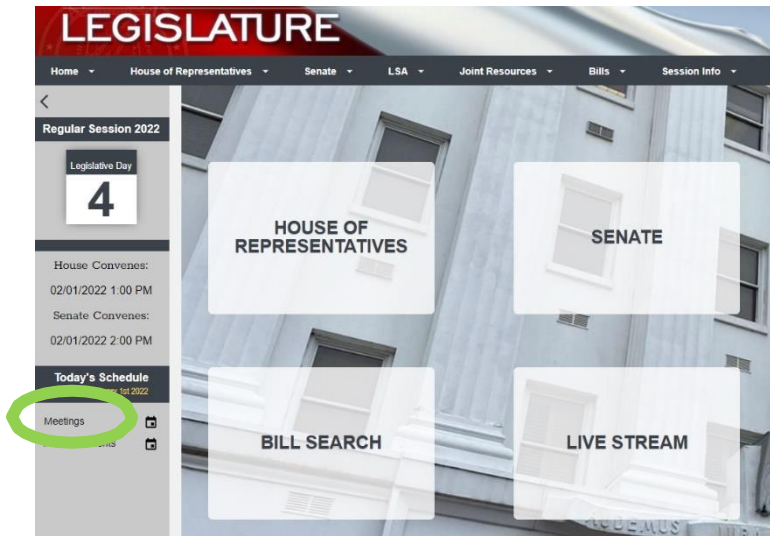 LEGISLATURE
Home House of Representatives Senate LSA Joint Resources Bills Session Info
Regular Session 2022
Legislative Day
4
House Convenes:
02/01/2022 1:00 PM
Senate Convenes:
02/01/2022 2:00 PM
Today's Schedule
1st 2022
Meetings
HOUSE OF
REPRESENTATIVES
SENATE
BILL SEARCH
LIVE STREAM